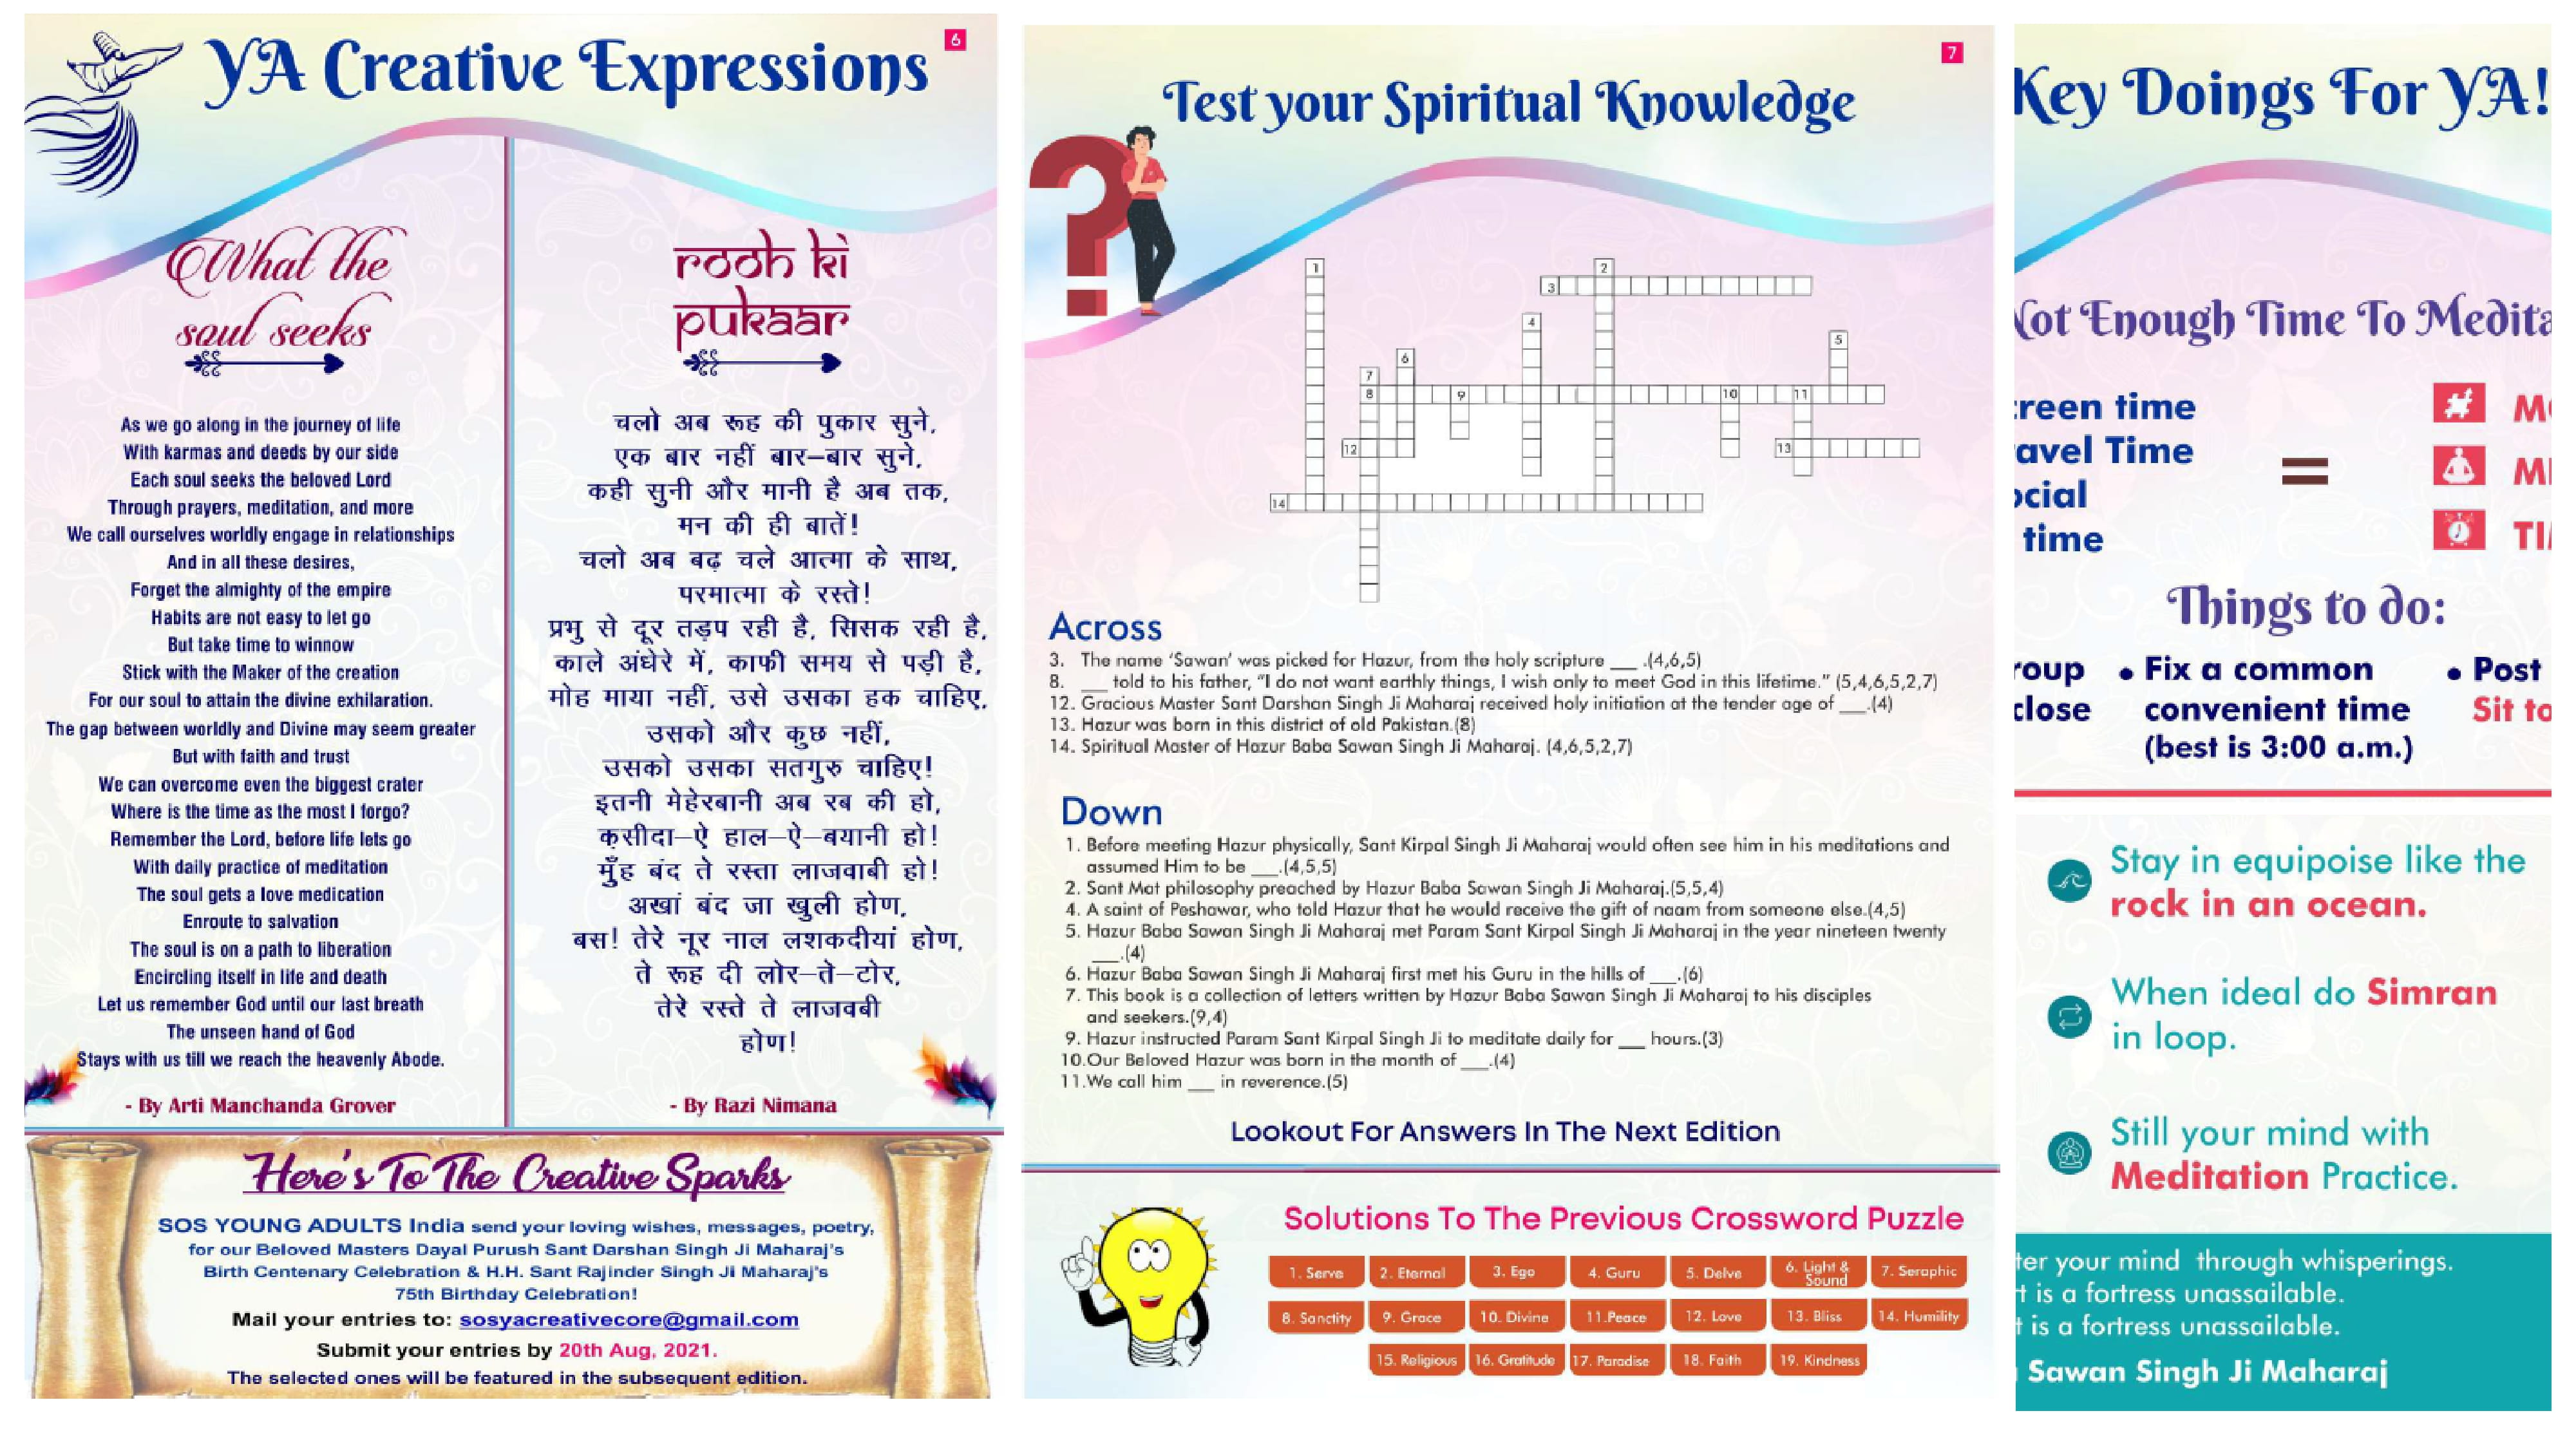 6
YA Creative Expressions
What the
soul seeks
As we go along in the journey of life
With karmas and deeds by our side
Each soul seeks the beloved Lord
Through prayers, meditation, and more
We call ourselves worldly engage in relationships
And in all these desires,
Forget the almighty of the empire
Habits are not easy to let go
But take time to winnow
Stick with the Maker of the creation
For our soul to attain the divine exhilaration.
The gap between worldly and Divine may seem greater
But with faith and trust
We can overcome even the biggest crater
Where is the time as the most I forgo?
Remember the Lord, before life lets go
With daily practice of meditation
The soul gets a love medication
Enroute to salvation
The soul is on a path to liberation
Encircling itself in life and death
Let us remember God until our last breath
The unseen hand of God
Stays with us till we reach the heavenly Abode.
- By Arti Manchanda Grover
rooh ki
pukaar
चलो अब रूह की पुकार सुने,
एक बार नहीं बार–बार सुने,
कही सुनी और मानी है अब तक,
मन की ही बातें!
चलो अब बढ़ चले आत्मा के साथ,
परमात्मा के रस्ते!
प्रभु से दूर तड़प रही है, सिसक रही है,
काले अंधेरे में, काफी समय से पड़ी है,
मोह माया नहीं, उसे उसका हक चाहिए,
उसको और कुछ नहीं,
उसको उसका सतगुरु चाहिए!
इतनी मेहेरबानी अब रब की हो,
क़सीदा–ऐ हाल–ऐ–बयानी हो!
मुँह बंद ते रस्ता लाजवाबी हो!
अखां बंद जा खुली होण,
बस! तेरे नूर नाल लशकदीयां होण,
ते रूह दी लोर–ते–टोर,
तेरे रस्ते ते लाजवबी
होण!
- By Razi Nimana
Here's To The Creative Sparks
SOS YOUNG ADULTS India send your loving wishes, messages, poetry,
for our Beloved Masters Dayal Purush Sant Darshan Singh Ji Maharaj's
Birth Centenary Celebration & H.H. Sant Rajinder Singh Ji Maharaj's
75th Birthday Celebration!
Mail your entries to: sosyacreativecore@gmail.com
Submit your entries by 20th Aug, 2021.
The selected ones will be featured in the subsequent edition.
7
Test your Spiritual Knowledge
1
2
3
4
5
6
7
8
9
10
11
12
13
14
Across
3. The name ‘Sawan’ was picked for Hazur, from the holy scripture ___ .(4,6,5)
8. ___ told to his father, “I do not want earthly things, I wish only to meet God in this lifetime.” (5,4,6,5,2,7)
12. Gracious Master Sant Darshan Singh Ji Maharaj received holy initiation at the tender age of ___.(4)
13. Hazur was born in this district of old Pakistan.(8)
14. Spiritual Master of Hazur Baba Sawan Singh Ji Maharaj. (4,6,5,2,7)
Down
1. Before meeting Hazur physically, Sant Kirpal Singh Ji Maharaj would often see him in his meditations and
assumed Him to be ___.(4,5,5)
2. Sant Mat philosophy preached by Hazur Baba Sawan Singh Ji Maharaj.(5,5,4)
4. A saint of Peshawar, who told Hazur that he would receive the gift of naam from someone else.(4,5)
5. Hazur Baba Sawan Singh Ji Maharaj met Param Sant Kirpal Singh Ji Maharaj in the year nineteen twenty
___.(4)
6. Hazur Baba Sawan Singh Ji Maharaj first met his Guru in the hills of ___.(6)
7. This book is a collection of letters written by Hazur Baba Sawan Singh Ji Maharaj to his disciples
and seekers.(9,4)
9. Hazur instructed Param Sant Kirpal Singh Ji to meditate daily for ___ hours.(3)
10.Our Beloved Hazur was born in the month of ___.(4)
11.We call him ___ in reverence.(5)
Lookout For Answers In The Next Edition
Solutions To The Previous Crossword Puzzle
1. Serve
2. Eternal
3. Ego
4. Guru
5. Delve
6. Light &
Sound
7. Seraphic
8. Sanctity
9. Grace
10. Divine
11.Peace
12. Love
13. Bliss
14. Humility
15. Religious
16. Gratitude
17. Paradise
18. Faith
19. Kindness
Key Doings For YA!
Not Enough Time To Medita
reen time
avel Time
ocial
time
=
M
M
TI
Things to do:
roup
close
• Fix a common
convenient time
(best is 3:00 a.m.)
• Post
Sit to
Stay in equipoise like the
rock in an ocean.
When ideal do Simran
in loop.
Still your mind with
Meditation Practice.
ter your mind through whisperings.
t is a fortress unassailable.
t is a fortress unassailable.
Sawan Singh Ji Maharaj